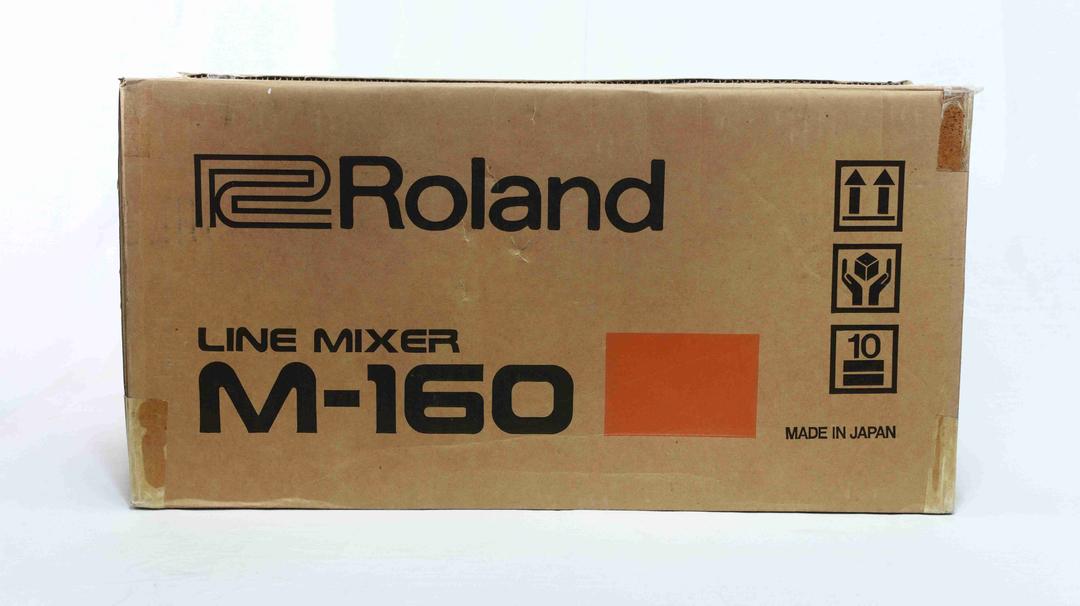 Roland
LINE MIXER
M-160
10
MADE IN JAPAN